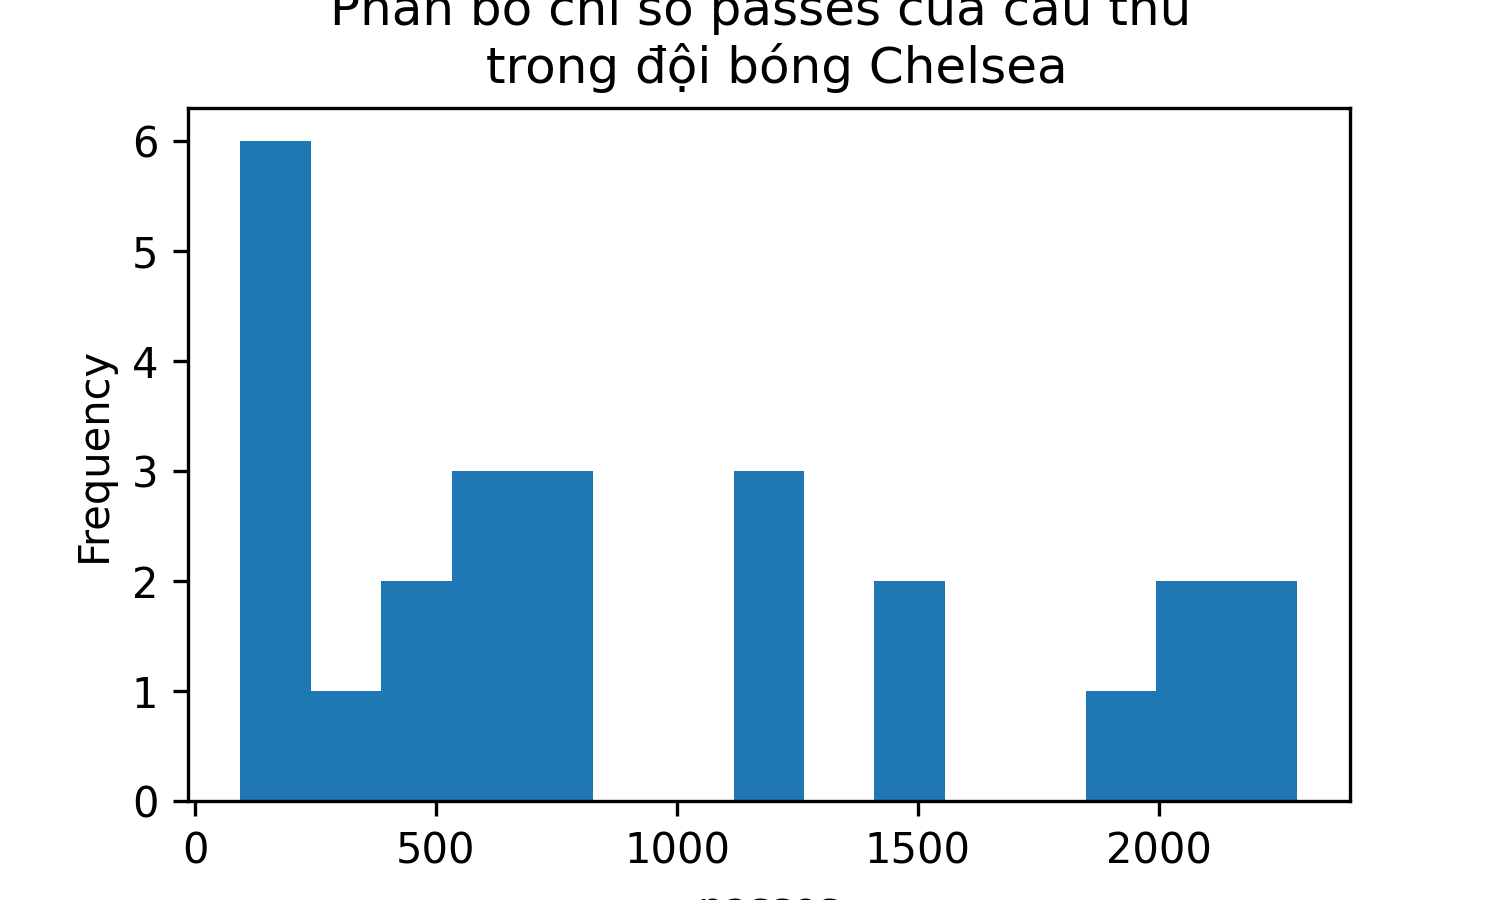 Phân bố chỉ số passes của cầu thủ
trong đội bóng Chelsea
6
5
4
3
2
1
0
Frequency
0 500 1000 1500 2000
passes